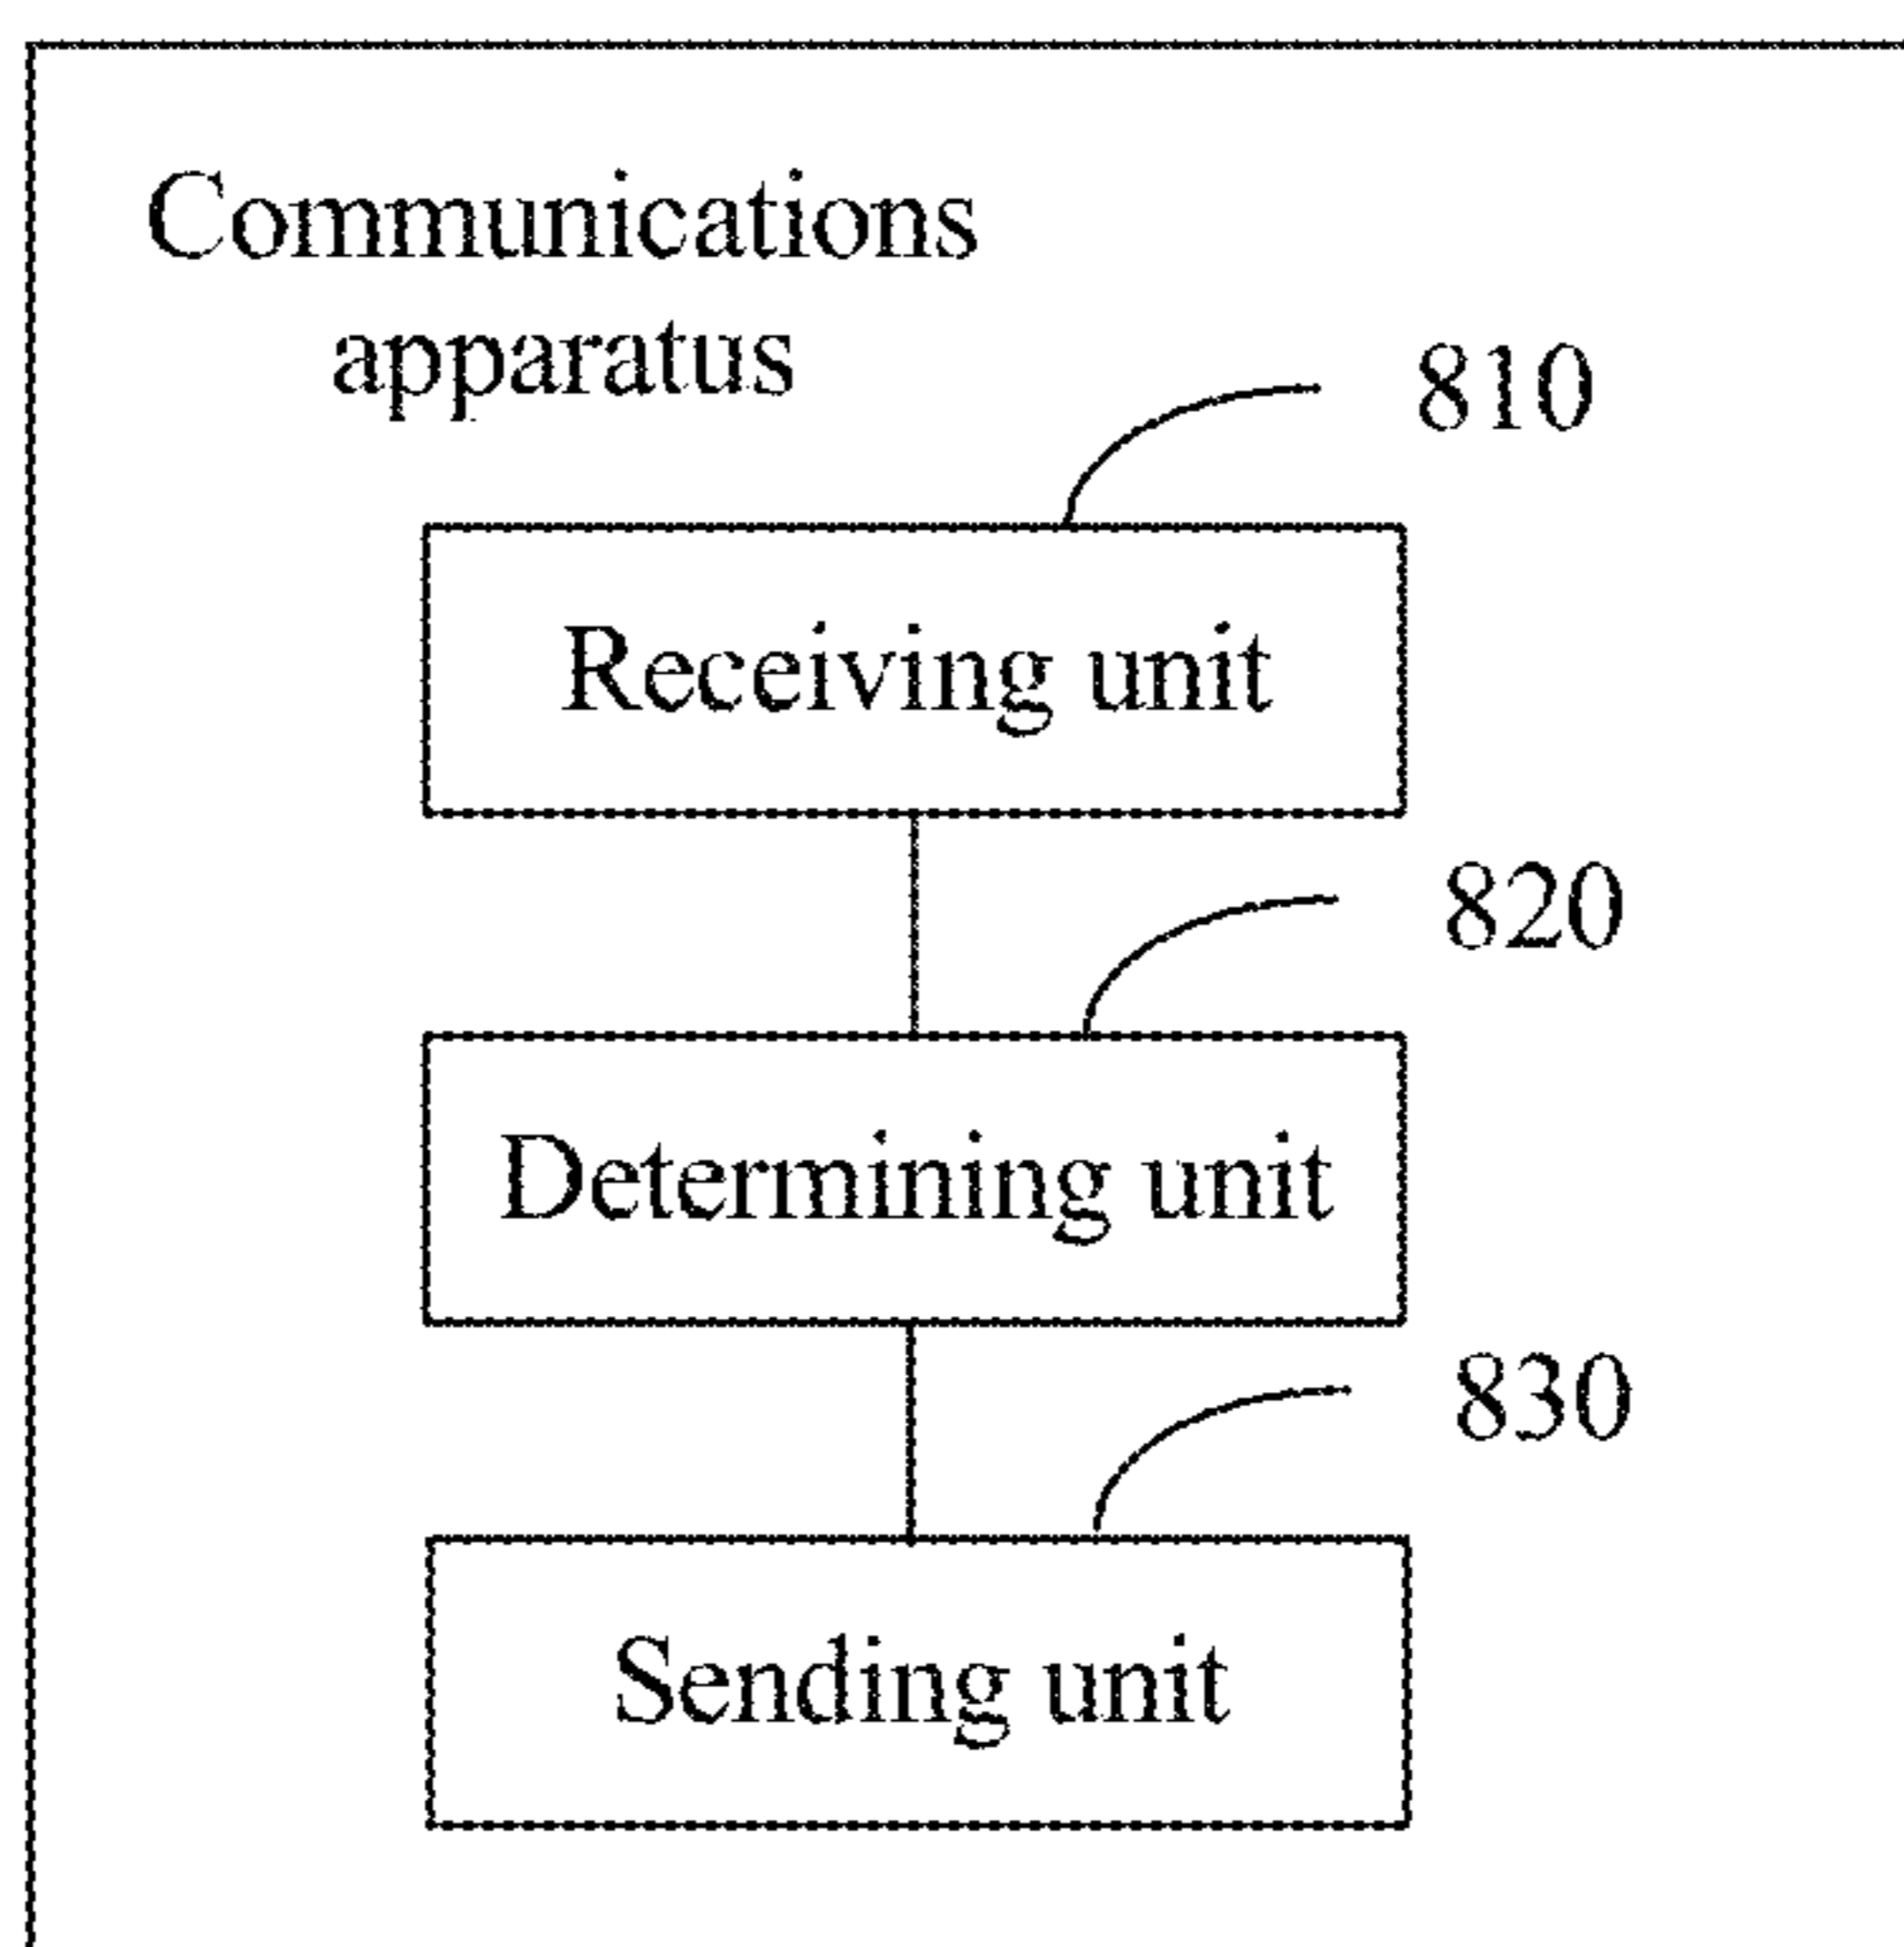 Communications
apparatus
810
Receiving unit
820
Determining unit
830
Sending unit